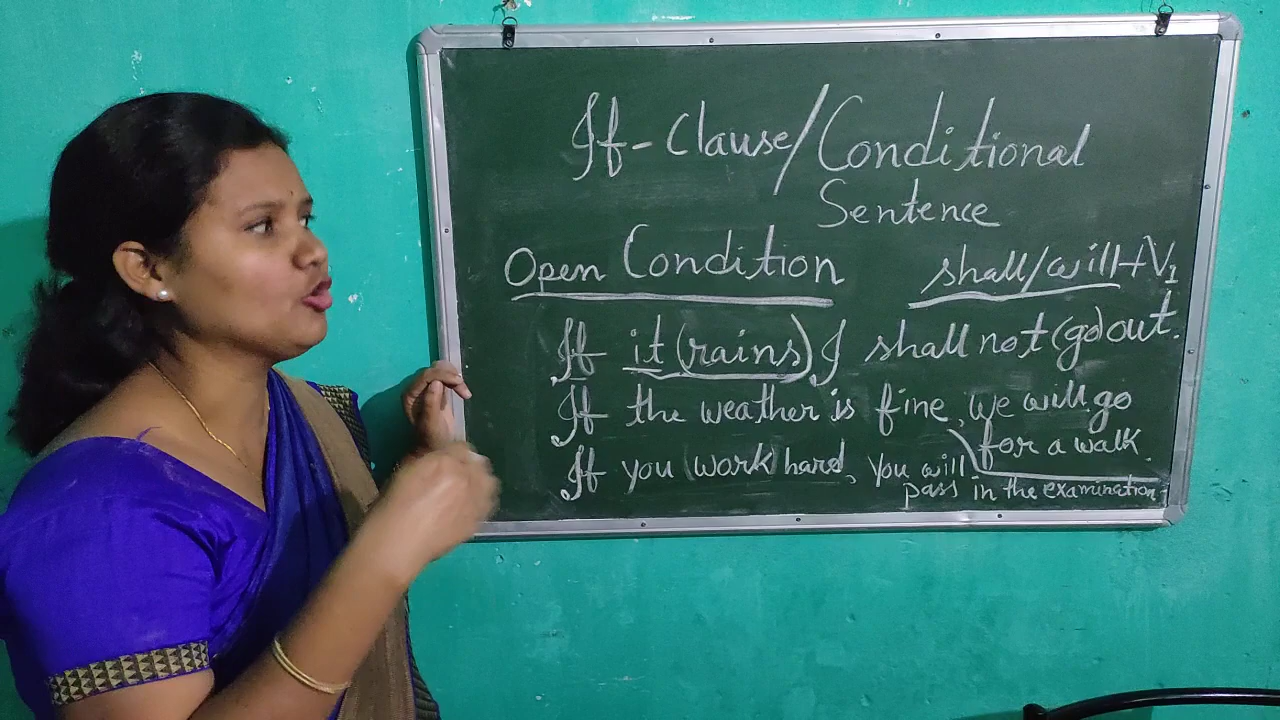 If-Clause/Conditional
Sentence
Open Condition shall/will+V1
If it (rains) I shall not (go) out.
If the weather is fine, we will go
for a walk.
If you work hard, you will
pass in the examination.